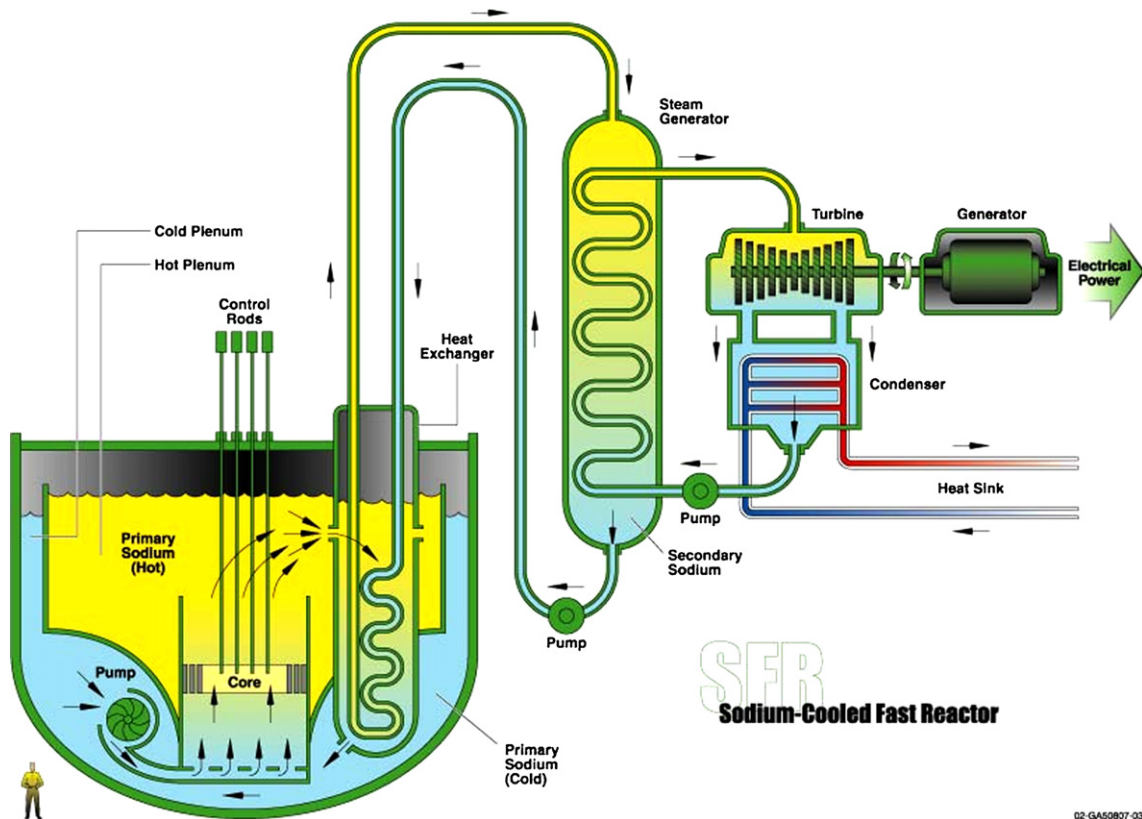 Steam
Generator
Turbine
Generator
Cold Plenum
Hot Plenum
Electrical
Power
Control
Rods
Heat
Exchanger
Condenser
Heat Sink
Pump
Primary
Sodium
(Hot)
Secondary
Sodium
Pump
Pump
Core
SFR
Sodium-Cooled Fast Reactor
Primary
Sodium
(Cold)
02-GA50807-03